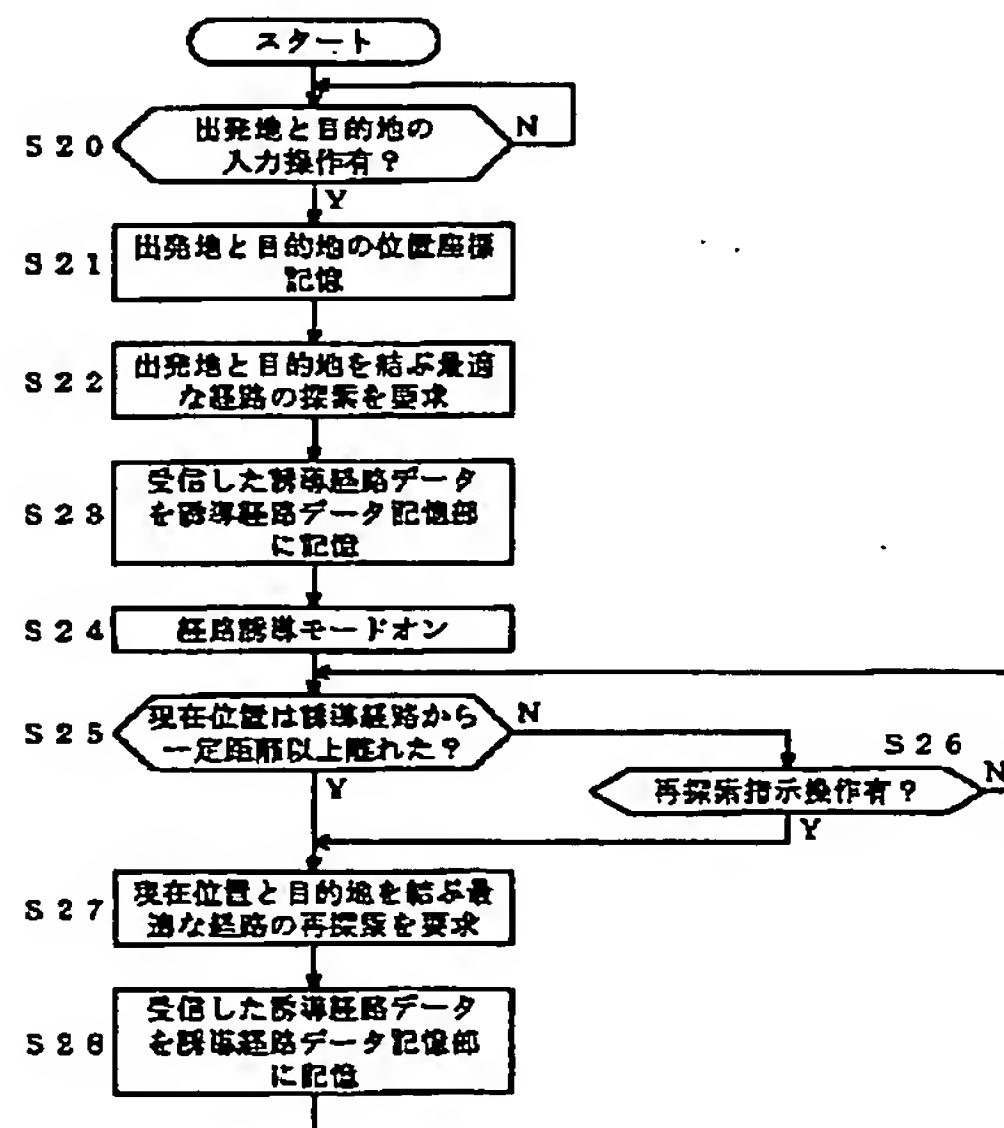 スタート
S20
出発地と目的地の
入力操作有？
N
Y
S21
出発地と目的地の位置座標
記憶
S22
出発地と目的地を結ぶ最適
な経路の探索を要求
S23
受信した誘導経路データ
を誘導経路データ記憶部
に記憶
S24
経路誘導モードオン
S25
現在位置は誘導経路から
一定距離以上離れた？
N
Y
S26
再探索指示操作有？
N
Y
S27
現在位置と目的地を結ぶ最
適な経路の再探索を要求
S28
受信した誘導経路データ
を誘導経路データ記憶部
に記憶